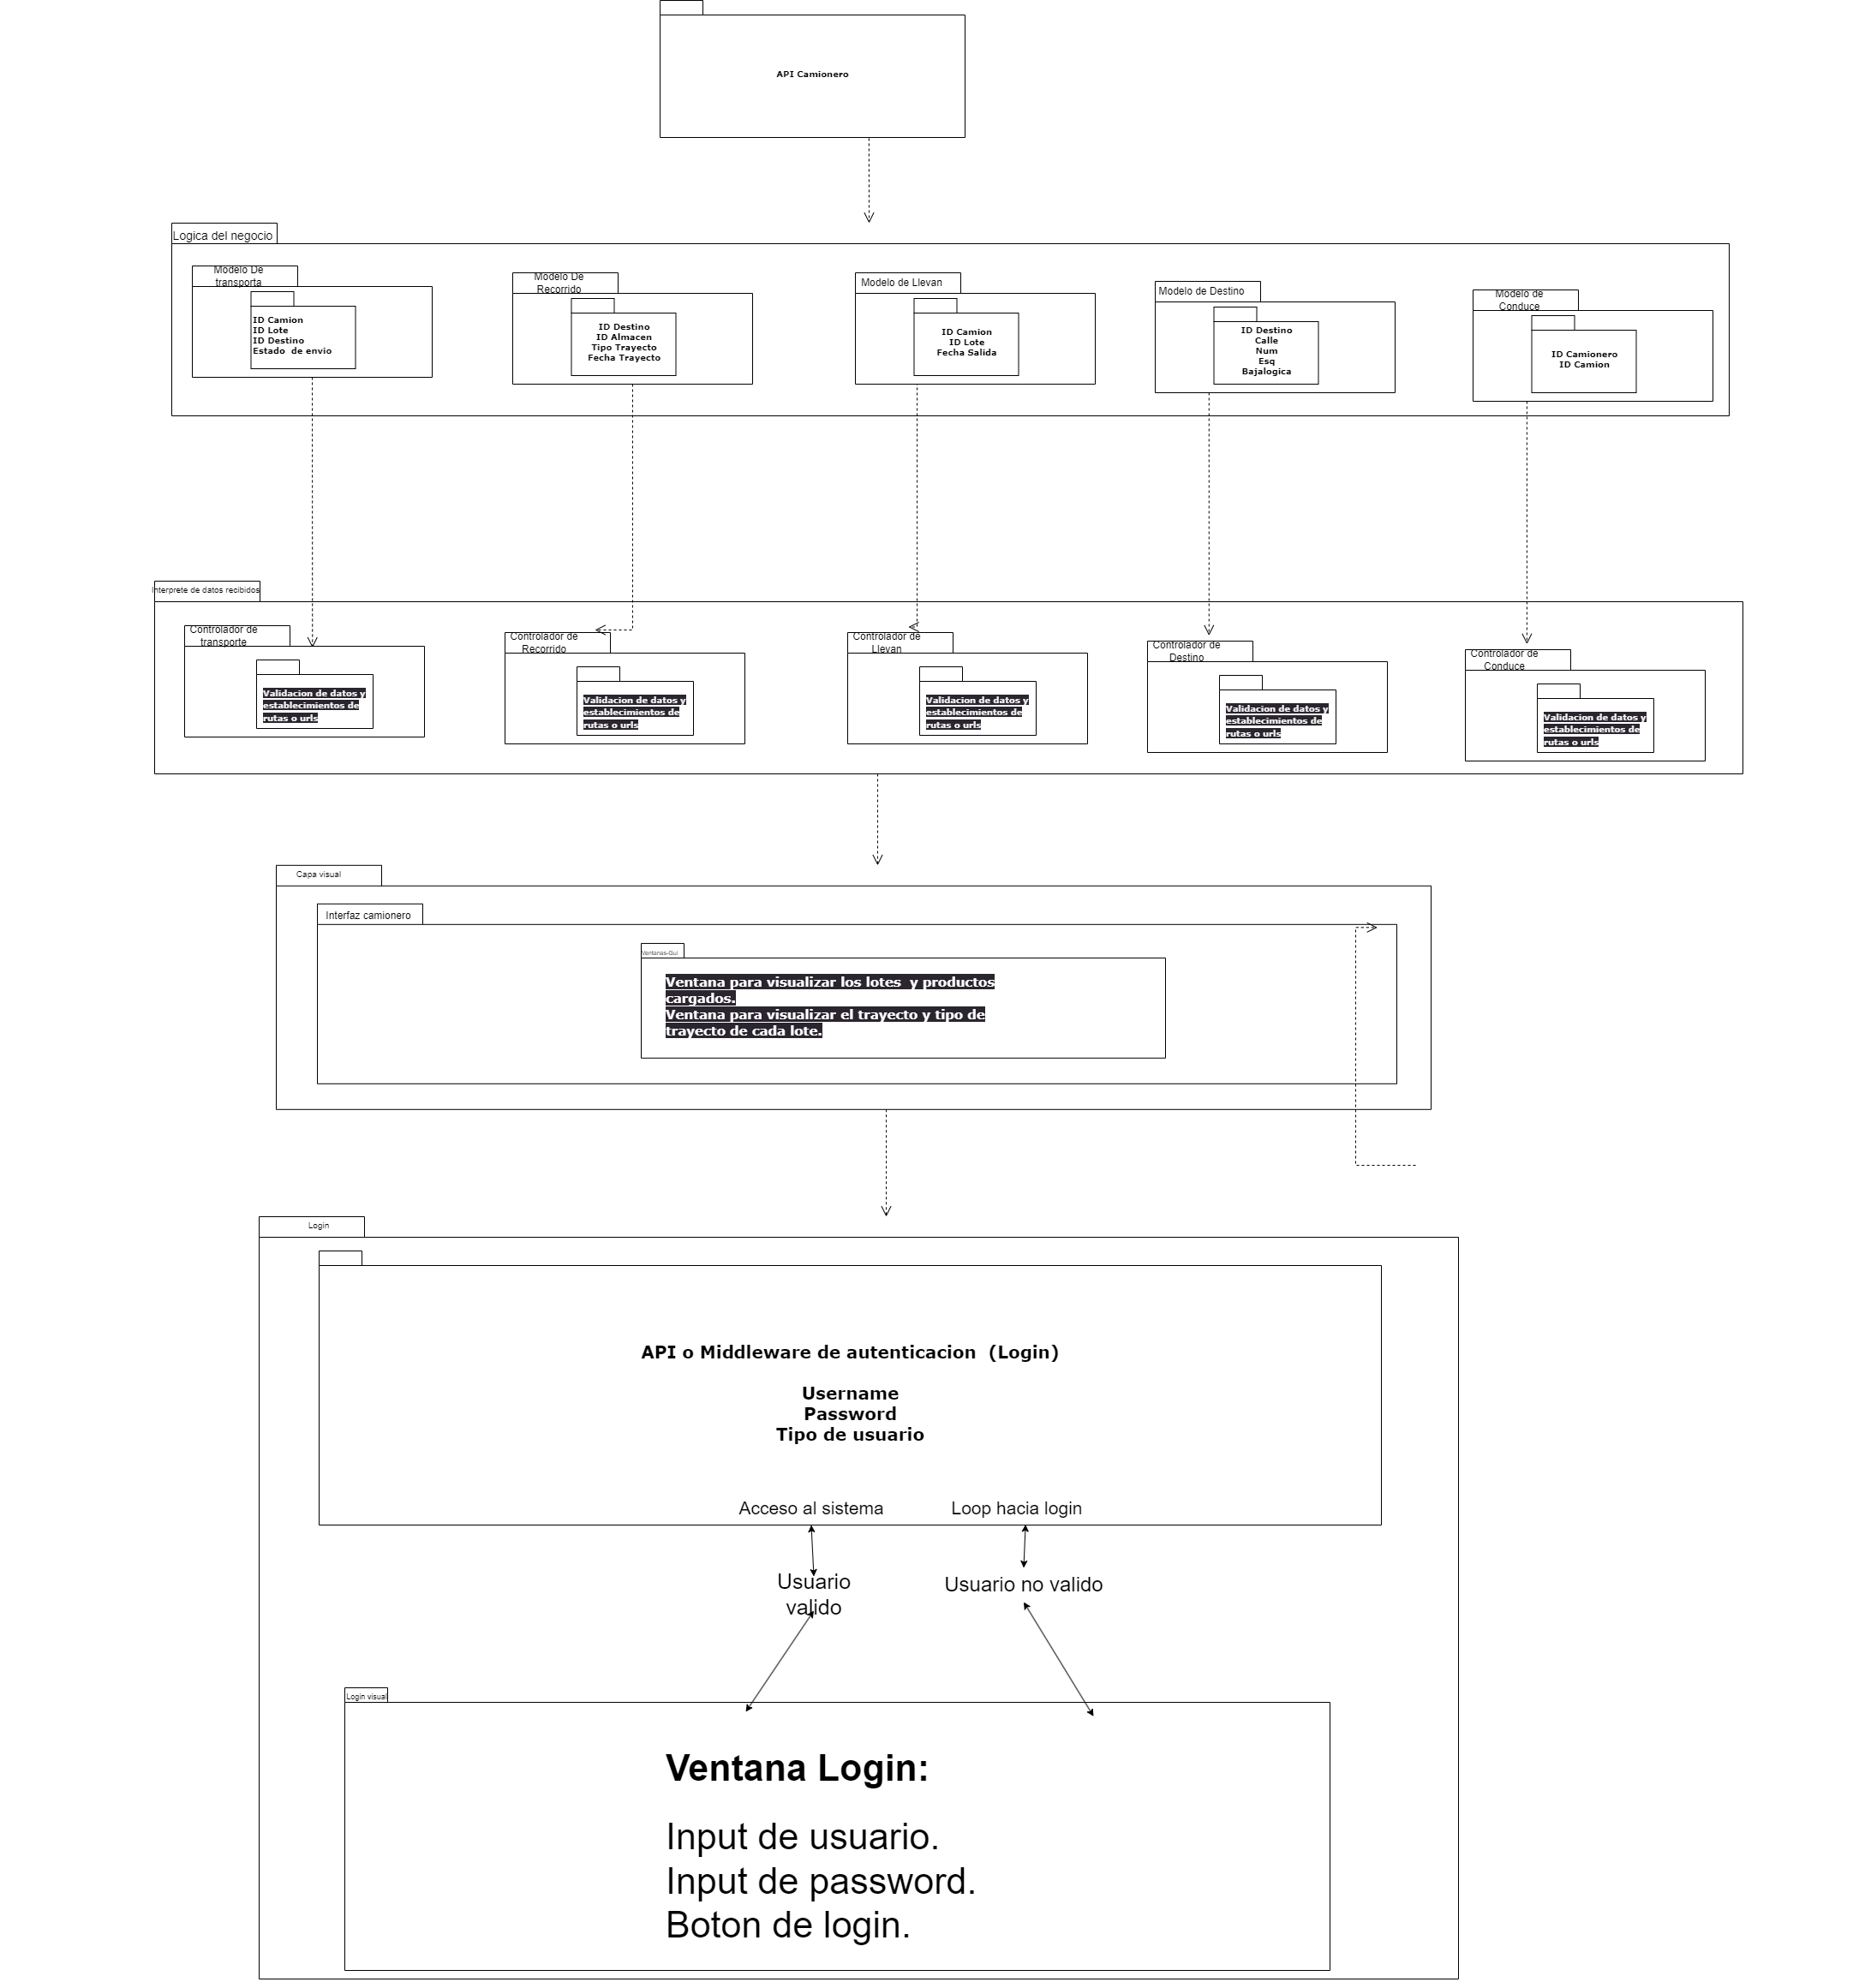 API Camionero
Logica del negocio
Modelo De
transporta
ID Camion
ID Lote
ID Destino
Estado  de envio
Modelo De
Recorrido
ID Destino
ID Almacen
Tipo Trayecto
Fecha Trayecto
Modelo de Llevan
ID Camion
ID Lote
Fecha Salida
Modelo de Destino
ID Destino
Calle
Num
Esq
Bajalogica
Modelo de
Conduce
ID Camionero
ID Camion
Interprete de datos recibidos
Controlador de
transporte
Validacion de datos y
establecimientos de
rutas o urls
Controlador de
Recorrido
Validacion de datos y
establecimientos de
rutas o urls
Controlador de
Llevan
Validacion de datos y
establecimientos de
rutas o urls
Controlador de
Destino
Validacion de datos y
establecimientos de
rutas o urls
Controlador de
Conduce
Validacion de datos y
establecimientos de
rutas o urls
Capa visual
Interfaz camionero
Ventanas-Gui
Ventana para visualizar los lotes  y productos
cargados.
Ventana para visualizar el trayecto y tipo de
trayecto de cada lote.
Login
API o Middleware de autenticacion  (Login)
Username
Password
Tipo de usuario
Acceso al sistema
Loop hacia login
Usuario
valido
Usuario no valido
Login visual
Ventana Login:
Input de usuario.
Input de password.
Boton de login.